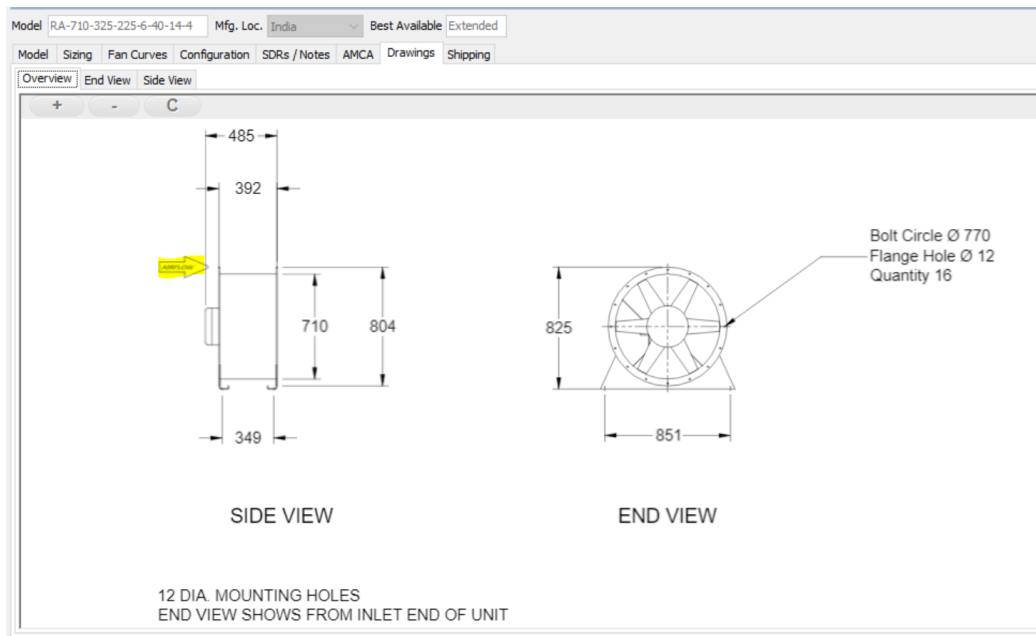 Model RA-710-325-225-6-40-14-4 Mfg. Loc. India Best Available Extended
Model Sizing Fan Curves Configuration SDRs / Notes AMCA Drawings Shipping
Overview End View Side View
+ - C
485
392
AIRFLOW
710
804
349
825
851
Bolt Circle Ø 770
Flange Hole Ø 12
Quantity 16
SIDE VIEW
END VIEW
12 DIA. MOUNTING HOLES
END VIEW SHOWS FROM INLET END OF UNIT